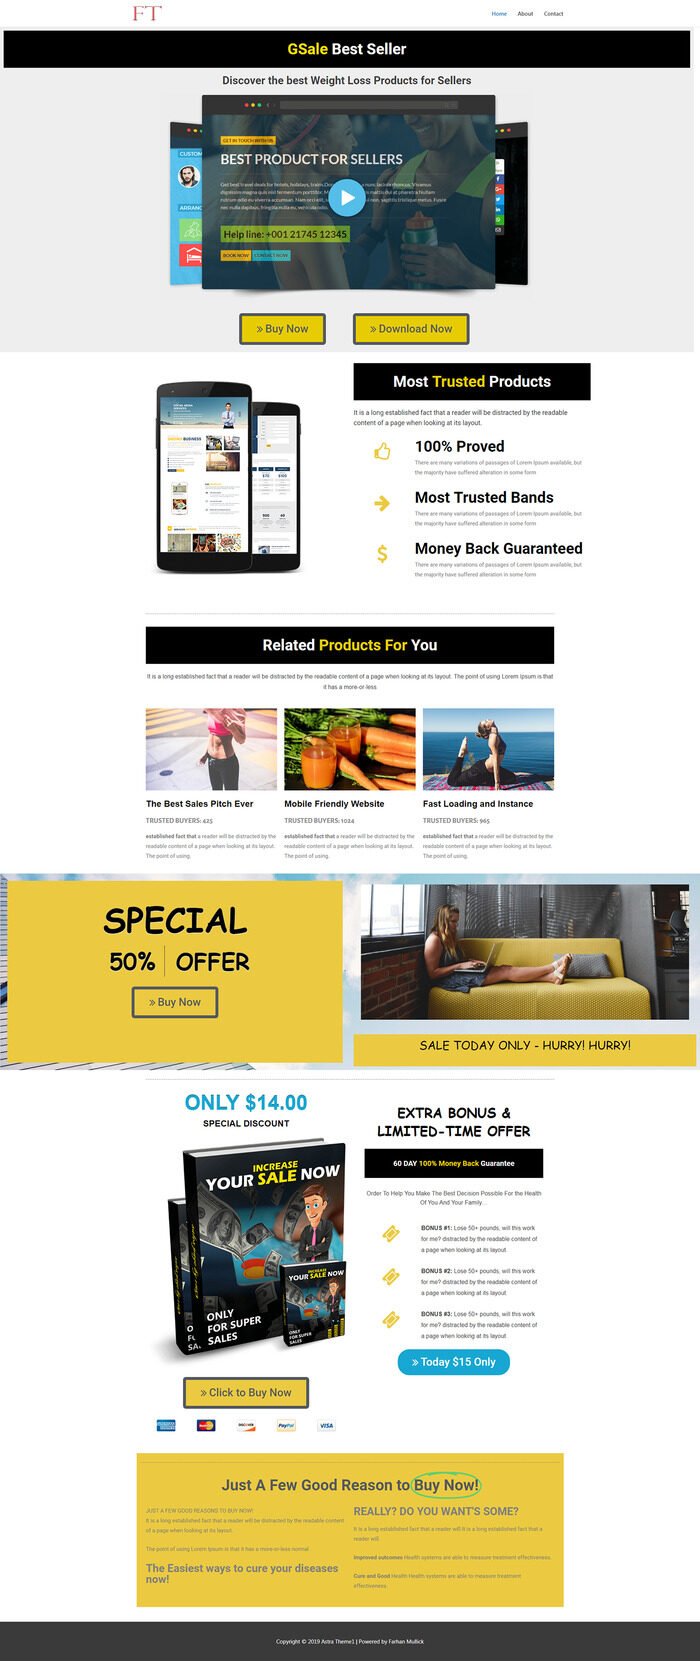 FT
Home About Contact
GSale Best Seller
Discover the best Weight Loss Products for Sellers
CUSTOM
ARRANG
GET IN TOUCH WITH US
BEST PRODUCT FOR SELLERS
Help line: +001 21745 12345
BOOK NOW CONTACT NOW
Buy Now
Download Now
Most Trusted Products
It is a long established fact that a reader will be distracted by the readable
content of a page when looking at its layout.
100% Proved
There are many variations of passages of Lorem Ipsum available, but
the majority have suffered alteration in some form
Most Trusted Bands
There are many variations of passages of Lorem Ipsum available, but
the majority have suffered alteration in some form
Money Back Guaranteed
There are many variations of passages of Lorem Ipsum available, but
the majority have suffered alteration in some form
Related Products For You
It is a long established fact that a reader will be distracted by the readable content of a page when looking at its layout. The point of using Lorem Ipsum is that
it has a more-or-less
The Best Sales Pitch Ever
TRUSTED BUYERS: 425
established fact that a reader will be distracted by the
readable content of a page when looking at its layout.
The point of using.
Mobile Friendly Website
TRUSTED BUYERS: 1024
established fact that a reader will be distracted by the
readable content of a page when looking at its layout.
The point of using.
Fast Loading and Instance
TRUSTED BUYERS: 965
established fact that a reader will be distracted by the
readable content of a page when looking at its layout.
The point of using.
SPECIAL
50% OFFER
Buy Now
SALE TODAY ONLY - HURRY! HURRY!
ONLY $14.00
SPECIAL DISCOUNT
INCREASE
YOUR SALE NOW
ONLY
FOR SUPER
SALES
INCREASE
YOUR SALE NOW
ONLY
FOR SUPER
SALES
Click to Buy Now
DISCOVER
PayPal
VISA
EXTRA BONUS &
LIMITED-TIME OFFER
60 DAY 100% Money Back Guarantee
Order To Help You Make The Best Decision Possible For the Health
Of You And Your Family...
BONUS #1: Lose 50+ pounds, will this work
for me? distracted by the readable content of
a page when looking at its layout
BONUS #2: Lose 50+ pounds, will this work
for me? distracted by the readable content of
a page when looking at its layout
BONUS #3: Lose 50+ pounds, will this work
for me? distracted by the readable content of
a page when looking at its layout
Today $15 Only
Just A Few Good Reason to Buy Now!
JUST A FEW GOOD REASONS TO BUY NOW!
It is a long established fact that a reader will be distracted by the readable content
of a page when looking at its layout.
The point of using Lorem Ipsum is that it has a more-or-less normal
The Easiest ways to cure your diseases
now!
REALLY? DO YOU WANT'S SOME?
It is a long established fact that a reader will.It is a long established fact that a
reader will
Improved outcomes Health systems are able to measure treatment effectiveness.
Cure and Good Health Health systems are able to measure treatment
effectiveness
Copyright © 2019 Astra Theme1 | Powered by Farhan Mullick